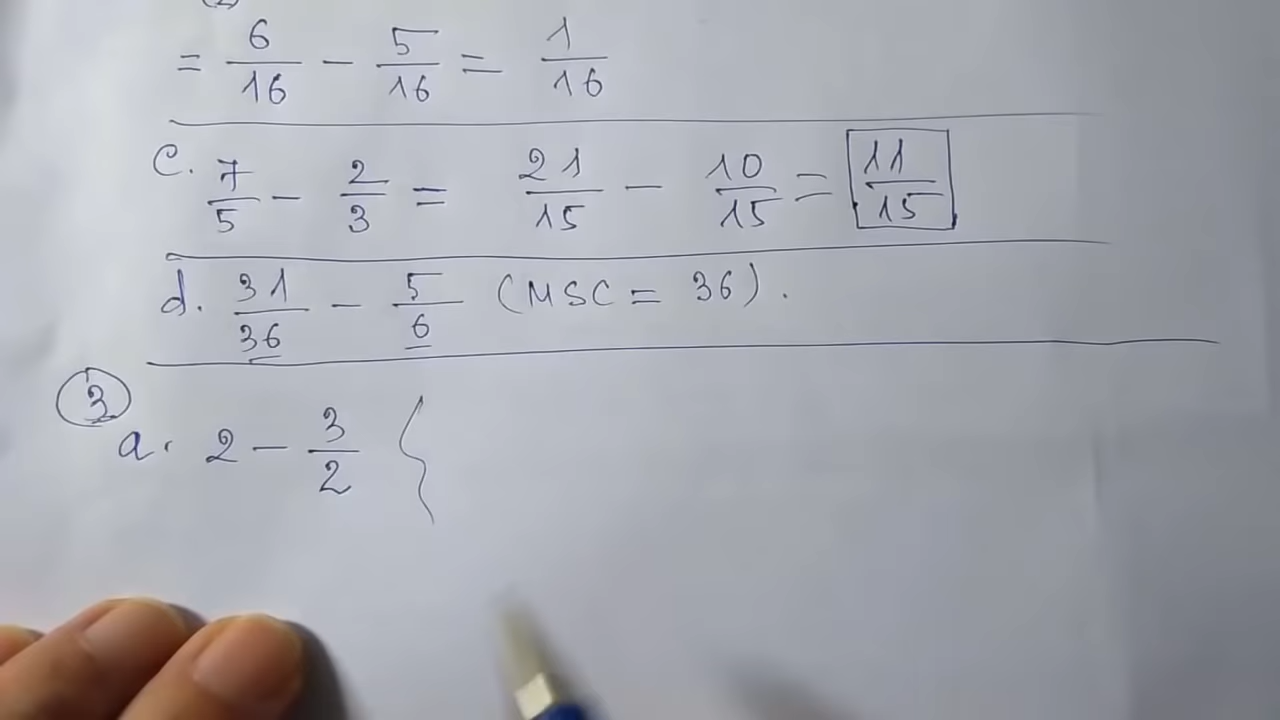 = 6/16 - 5/16 = 1/16
c. 7/5 - 2/3 = 21/15 - 10/15 = 11/15
d. 31/36 - 5/6 (MSC = 36).
3
a. 2 - 3/2 {